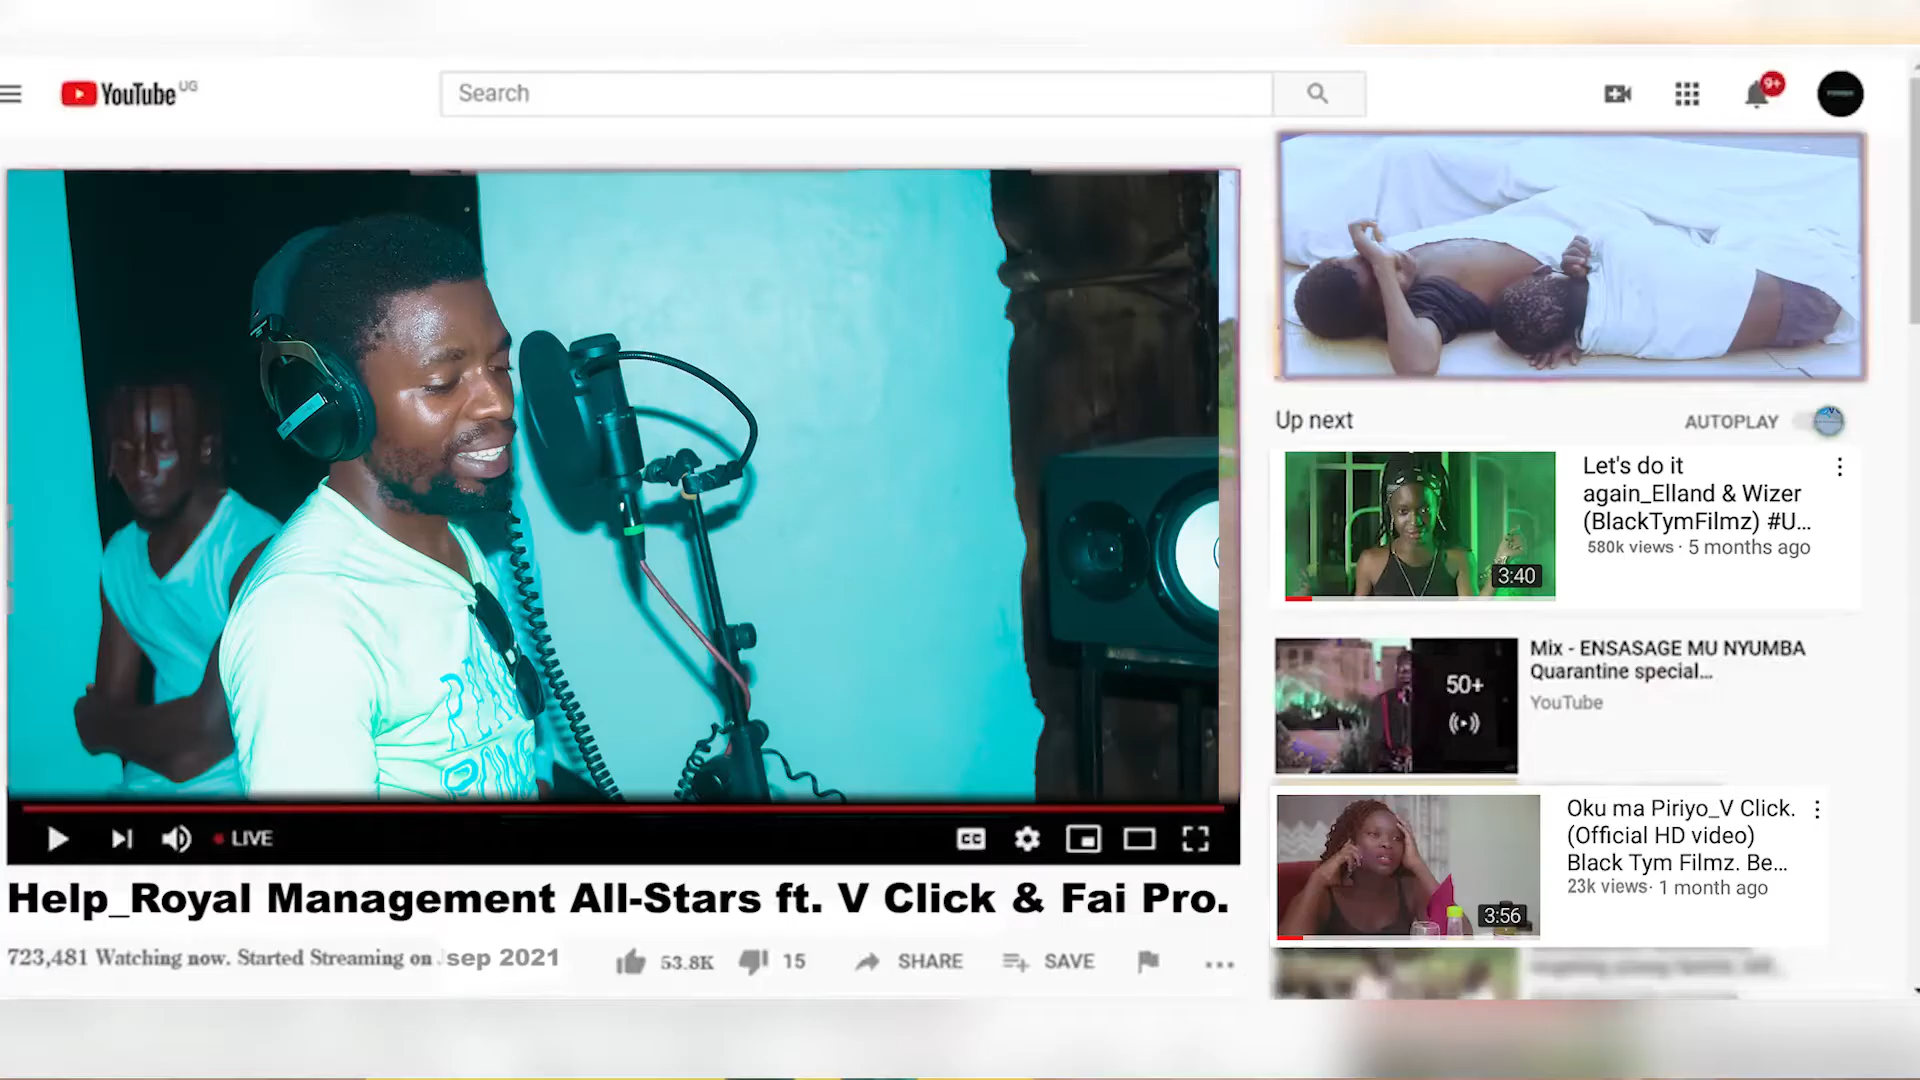 YouTube UG
Search
9+
Up next
AUTOPLAY
Let's do it
again_Elland & Wizer
(BlackTymFilmz) #U...
580k views · 5 months ago
3:40
Mix - ENSASAGE MU NYUMBA
Quarantine special...
YouTube
50+
Oku ma Piriyo_V Click.
(Official HD video)
Black Tym Filmz. Be...
23k views· 1 month ago
3:56
LIVE
CC
Help_Royal Management All-Stars ft. V Click & Fai Pro.
723,481 Watching now. Started Streaming on sep 2021
53.8K
15
SHARE
SAVE